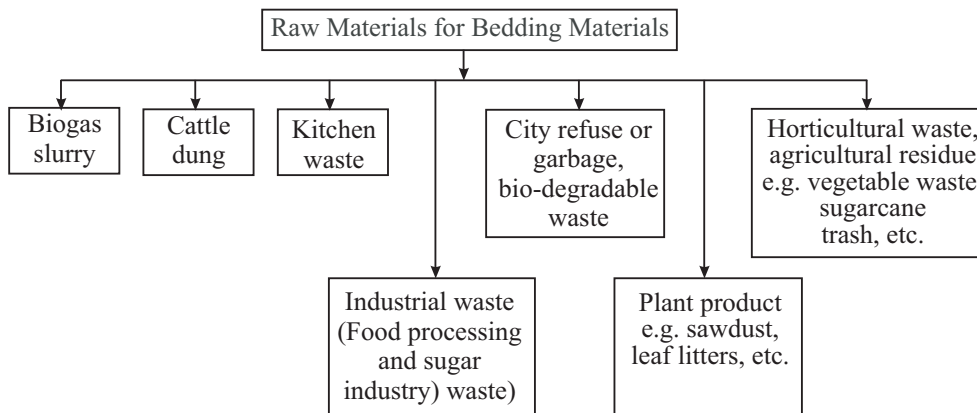 Raw Materials for Bedding Materials
Biogas
slurry
Cattle
dung
Kitchen
waste
City refuse or
garbage,
bio-degradable
waste
Horticultural waste,
agricultural residue
e.g. vegetable waste
sugarcane
trash, etc.
Industrial waste
(Food processing
and sugar
industry) waste)
Plant product
e.g. sawdust,
leaf litters, etc.